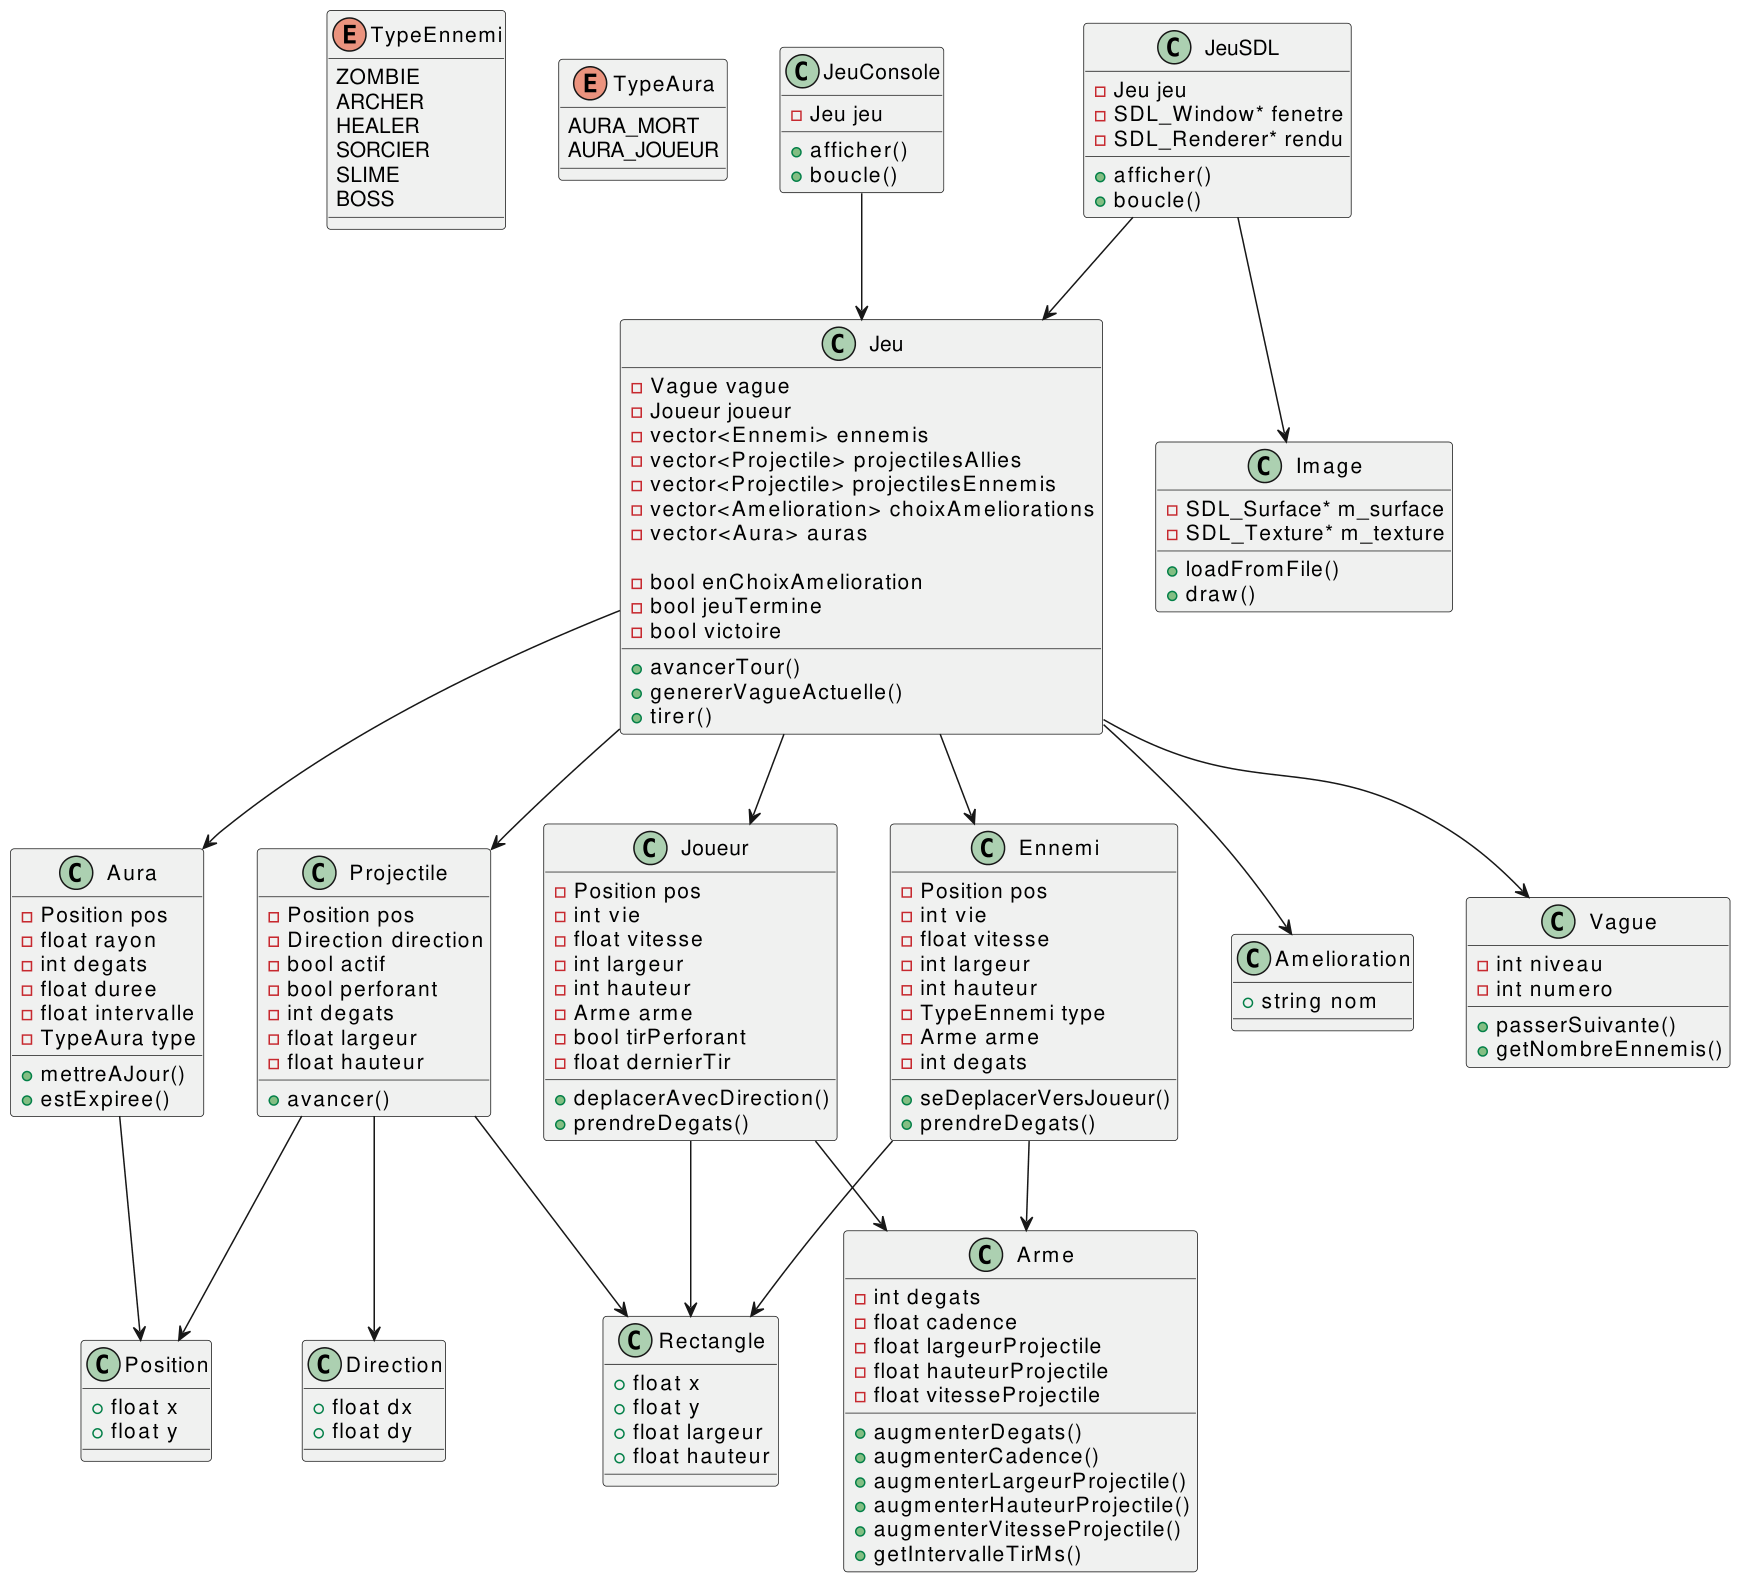 E TypeEnnemi
ZOMBIE
ARCHER
HEALER
SORCIER
SLIME
BOSS
E TypeAura
AURA_MORT
AURA_JOUEUR
C JeuConsole
Jeu jeu
afficher()
boucle()
C JeuSDL
Jeu jeu
SDL_Window* fenetre
SDL_Renderer* rendu
afficher()
boucle()
C Jeu
Vague vague
Joueur joueur
vector<Ennemi> ennemis
vector<Projectile> projectilesAllies
vector<Projectile> projectilesEnnemis
vector<Amelioration> choixAmeliorations
vector<Aura> auras
bool enChoixAmelioration
bool jeuTermine
bool victoire
avancerTour()
genererVagueActuelle()
tirer()
C Image
SDL_Surface* m_surface
SDL_Texture* m_texture
loadFromFile()
draw()
C Aura
Position pos
float rayon
int degats
float duree
float intervalle
TypeAura type
mettreAJour()
estExpiree()
C Projectile
Position pos
Direction direction
bool actif
bool perforant
int degats
float largeur
float hauteur
avancer()
C Joueur
Position pos
int vie
float vitesse
int largeur
int hauteur
Arme arme
bool tirPerforant
float dernierTir
deplacerAvecDirection()
prendreDegats()
C Ennemi
Position pos
int vie
float vitesse
int largeur
int hauteur
TypeEnnemi type
Arme arme
int degats
seDeplacerVersJoueur()
prendreDegats()
C Amelioration
string nom
C Vague
int niveau
int numero
passerSuivante()
getNombreEnnemis()
C Position
float x
float y
C Direction
float dx
float dy
C Rectangle
float x
float y
float largeur
float hauteur
C Arme
int degats
float cadence
float largeurProjectile
float hauteurProjectile
float vitesseProjectile
augmenterDegats()
augmenterCadence()
augmenterLargeurProjectile()
augmenterHauteurProjectile()
augmenterVitesseProjectile()
getIntervalleTirMs()